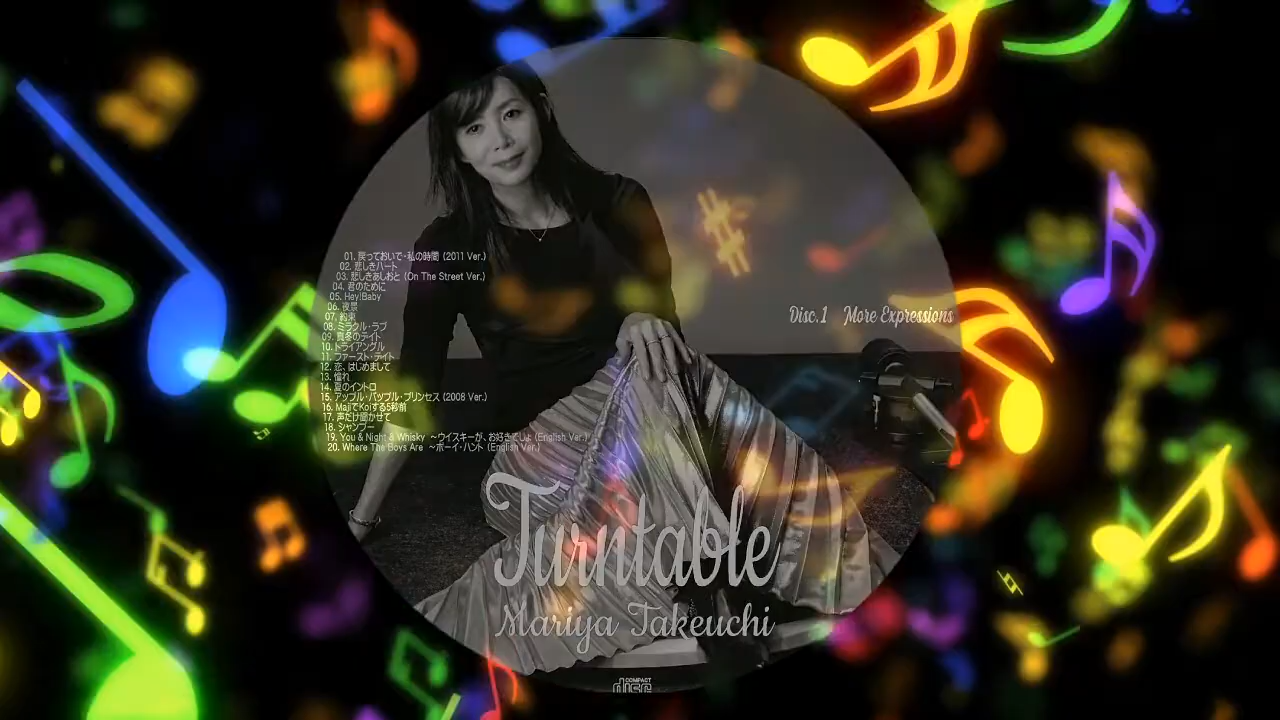 01. 戻っておいで・私の時間 (2011 Ver.)
02. 悲しきハート
03. 悲しきあしおと (On The Street Ver.)
04. 君のために
05. Hey!Baby
06. 夜景
07. 約束
08. ミラクル・ラブ
09. 真冬のデイト
10. トライアングル
11. ファースト・デイト
12. 恋、はじめまして
13. 憧れ
14. 夏のイントロ
15. アップル・パップル・プリンセス (2008 Ver.)
16. MajiでKoiする5秒前
17. 声だけ聞かせて
18. シャンプー
19. You & Night & Whisky ～ウイスキーが、お好きでしょ (English Ver.)
20. Where The Boys Are ～ボーイ・ハント (English Ver.)
Disc.1 More Expressions
Turntable
Mariya Takeuchi
COMPACT
disc